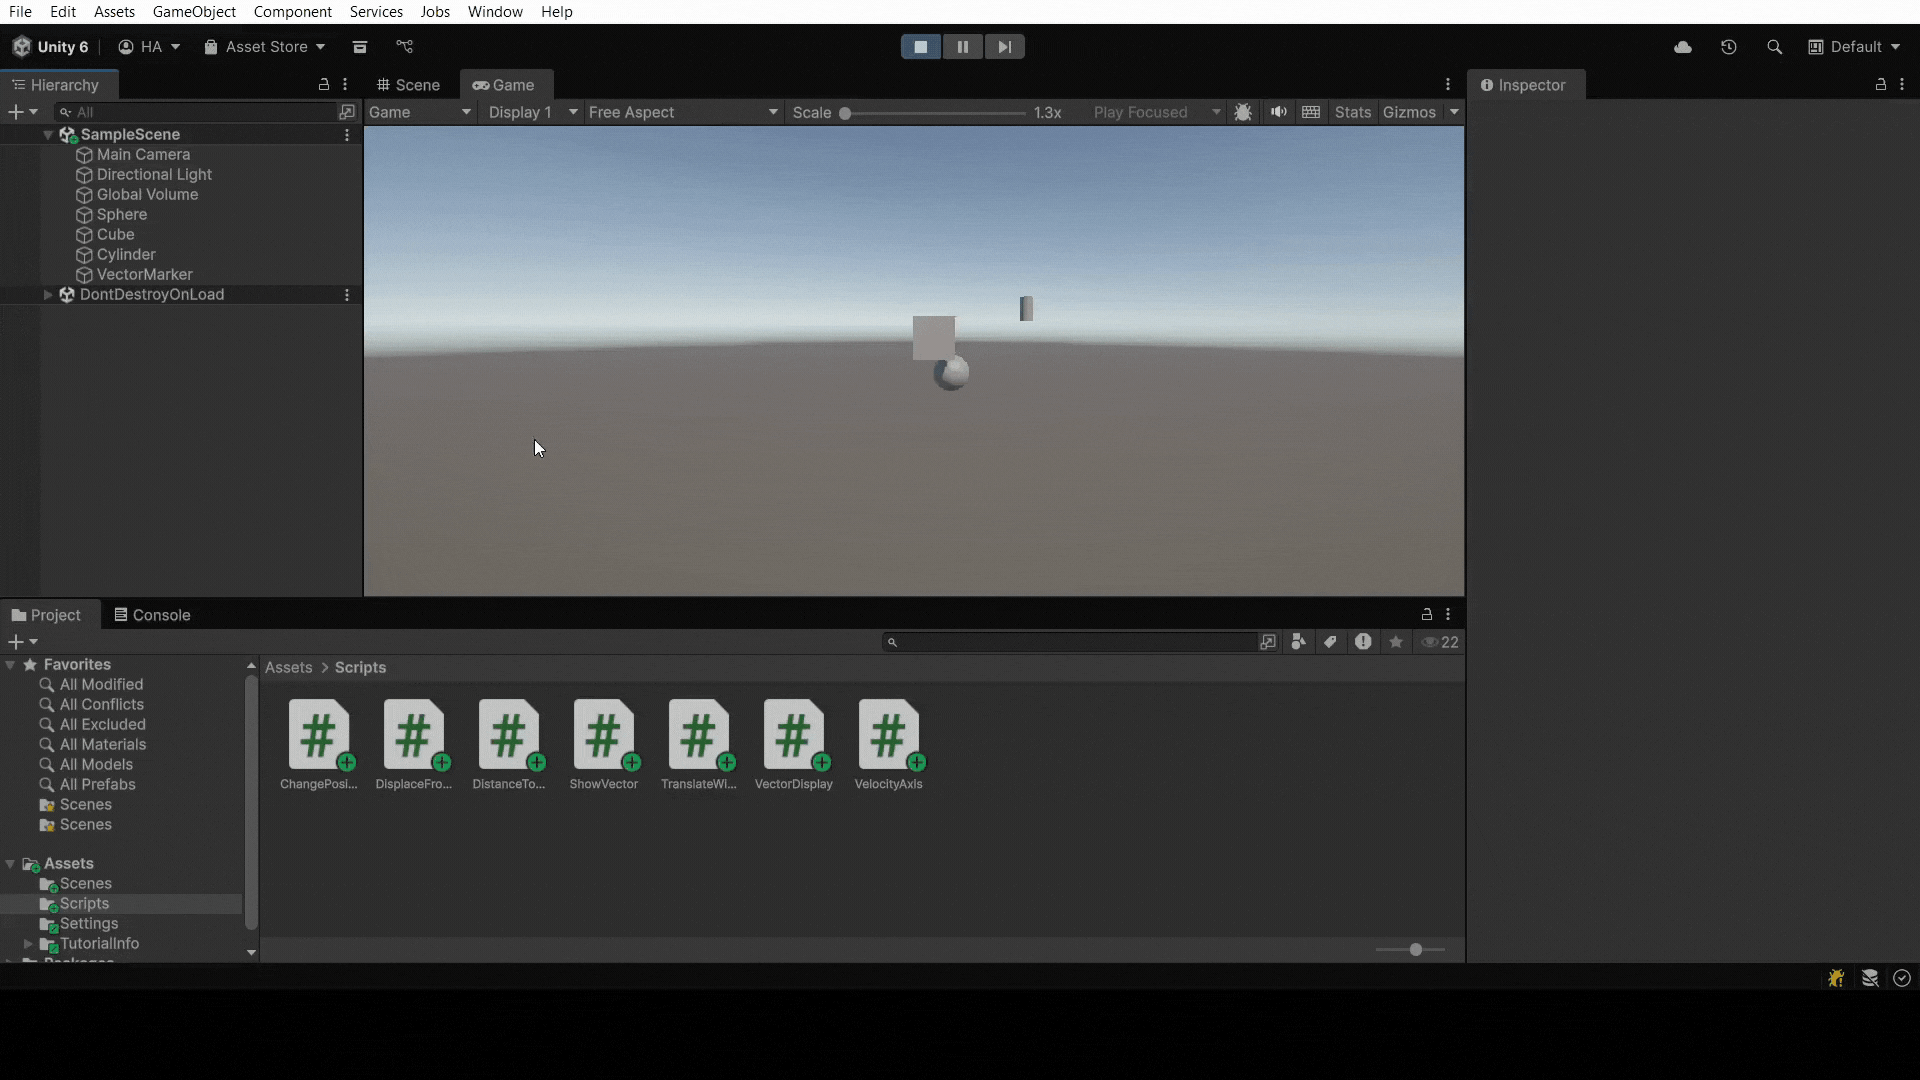 File Edit Assets GameObject Component Services Jobs Window Help
Unity 6 HA Asset Store Default
Hierarchy Scene Game Inspector
All Game Display 1 Free Aspect Scale 1.3x Play Focused Stats Gizmos
SampleScene
Main Camera
Directional Light
Global Volume
Sphere
Cube
Cylinder
VectorMarker
DontDestroyOnLoad
Project Console
22
Favorites
All Modified
All Conflicts
All Excluded
All Materials
All Models
All Prefabs
Scenes
Scenes
Assets
Scenes
Scripts
Settings
TutorialInfo
Assets > Scripts
# # # # # # #
ChangePosi... DisplaceFro... DistanceTo... ShowVector TranslateWi... VectorDisplay VelocityAxis